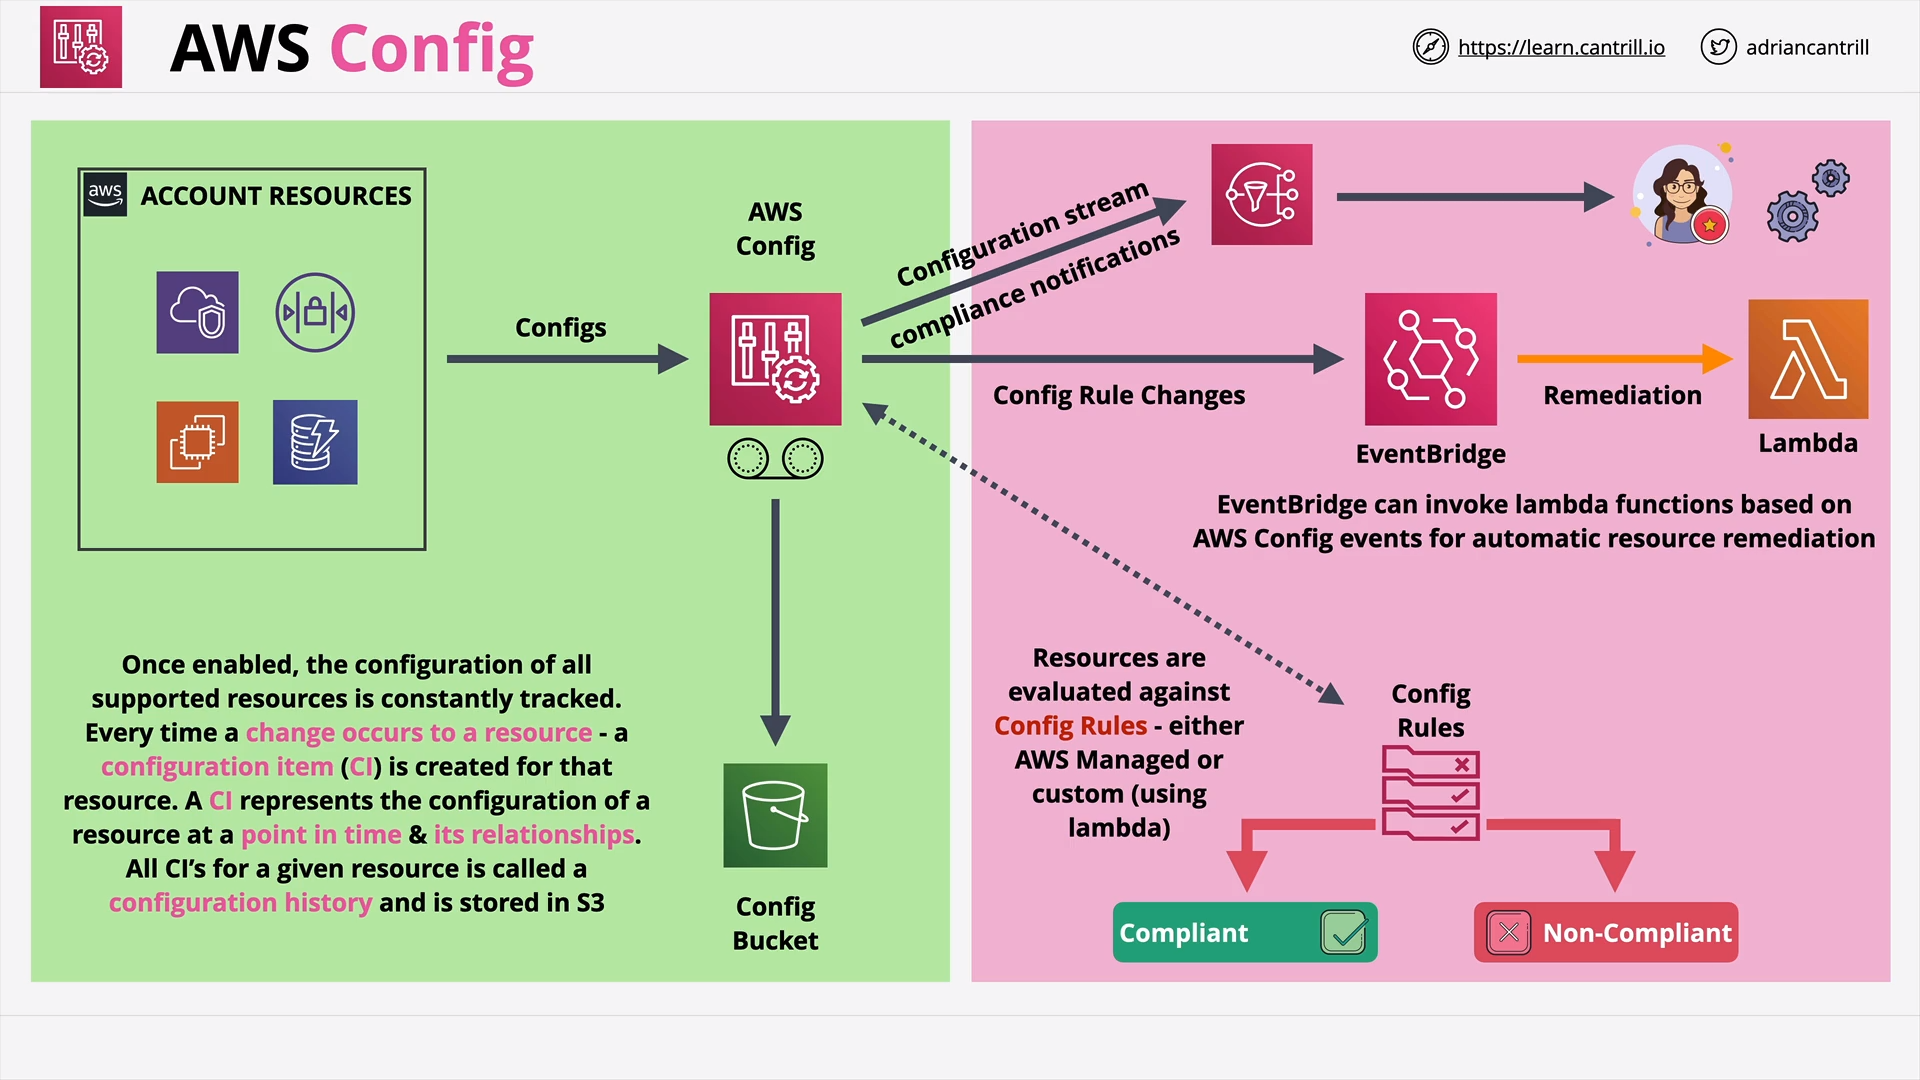 AWS Config
https://learn.cantrill.io
adriancantrill
aws
ACCOUNT RESOURCES
AWS
Config
Configs
Configuration stream
compliance notifications
Config Rule Changes
EventBridge
Remediation
Lambda
EventBridge can invoke lambda functions based on
AWS Config events for automatic resource remediation
Once enabled, the configuration of all
supported resources is constantly tracked.
Every time a change occurs to a resource - a
configuration item (CI) is created for that
resource. A CI represents the configuration of a
resource at a point in time & its relationships.
All CI’s for a given resource is called a
configuration history and is stored in S3
Config
Bucket
Resources are
evaluated against
Config Rules - either
AWS Managed or
custom (using
lambda)
Config
Rules
Compliant
Non-Compliant